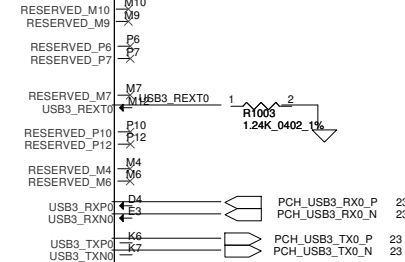 RESERVED_M10 M10
RESERVED_M9 M9
RESERVED_P6 P6
RESERVED_P7 P7
RESERVED_M7 M7
USB3_REXT0 M12 USB3_REXT0 1 2
R1003
1.24K_0402_1%
RESERVED_P10 P10
RESERVED_P12 P12
RESERVED_M4 M4
RESERVED_M6 M6
USB3_RXP0 D4 PCH_USB3_RX0_P 23
USB3_RXN0 E3 PCH_USB3_RX0_N 23
USB3_TXP0 K6 PCH_USB3_TX0_P 23
USB3_TXN0 K7 PCH_USB3_TX0_N 23